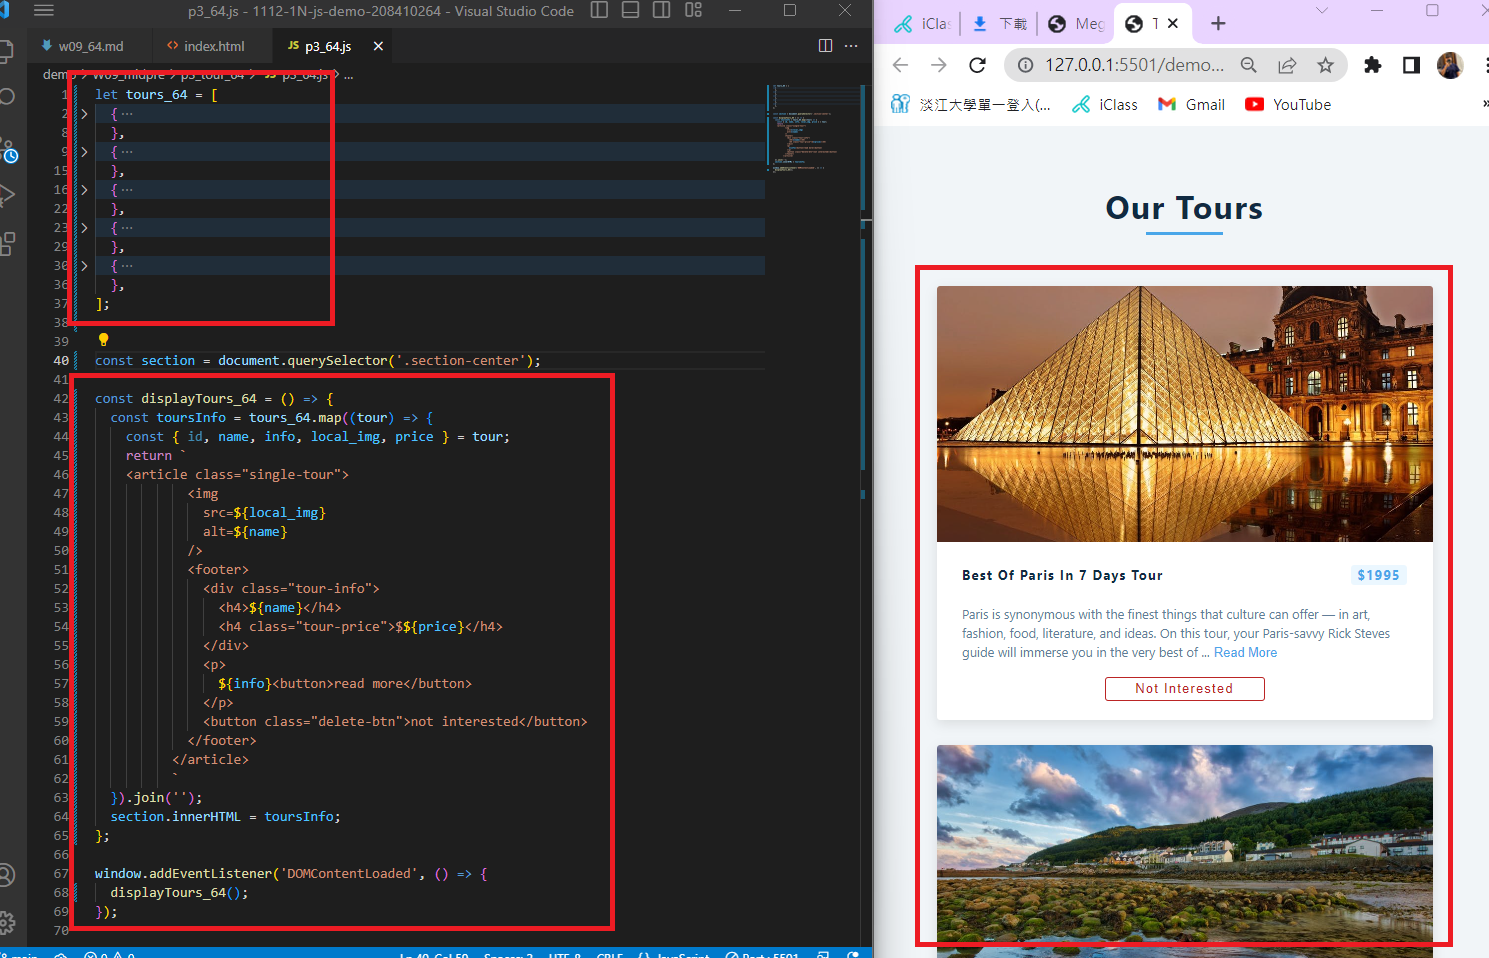 p3_64.js - 1112-1N-js-demo-208410264 - Visual Studio Code
w09_64.md
<> index.html
JS p3_64.js
demo > W09_midpre > p3_tour_64 > JS p3_64.js > ...
1 let tours_64 = [
2 { ...
8 },
9 { ...
15 },
16 { ...
22 },
23 { ...
29 },
30 { ...
36 },
37 ];
38
39
40 const section = document.querySelector('.section-center');
41
42 const displayTours_64 = () => {
43 const toursInfo = tours_64.map((tour) => {
44 const { id, name, info, local_img, price } = tour;
45 return `
46 <article class="single-tour">
47 <img
48 src=${local_img}
49 alt=${name}
50 />
51 <footer>
52 <div class="tour-info">
53 <h4>${name}</h4>
54 <h4 class="tour-price">$${price}</h4>
55 </div>
56 <p>
57 ${info}<button>read more</button>
58 </p>
59 <button class="delete-btn">not interested</button>
60 </footer>
61 </article>
62 `
63 }).join('');
64 section.innerHTML = toursInfo;
65 };
66
67 window.addEventListener('DOMContentLoaded', () => {
68 displayTours_64();
69 });
70
Ln 40, Col 59 Spaces: 2 UTF-8 CRLF {} JavaScript Port : 5501
iClas
下載
Meg
T
127.0.0.1:5501/demo...
淡江大學單一登入(...
iClass
Gmail
YouTube
»
Our Tours
Best Of Paris In 7 Days Tour
$1995
Paris is synonymous with the finest things that culture can offer — in art,
fashion, food, literature, and ideas. On this tour, your Paris-savvy Rick Steves
guide will immerse you in the very best of ... Read More
Not Interested